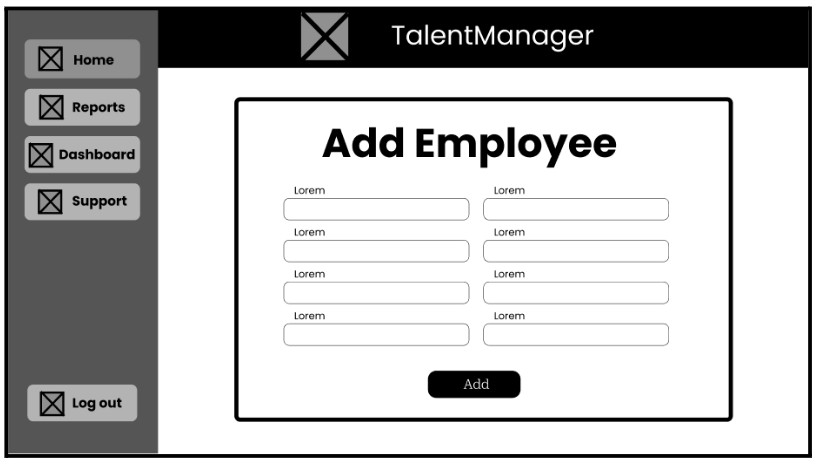 TalentManager
Home
Reports
Dashboard
Support
Log out
Add Employee
Lorem
Lorem
Lorem
Lorem
Lorem
Lorem
Lorem
Lorem
Add